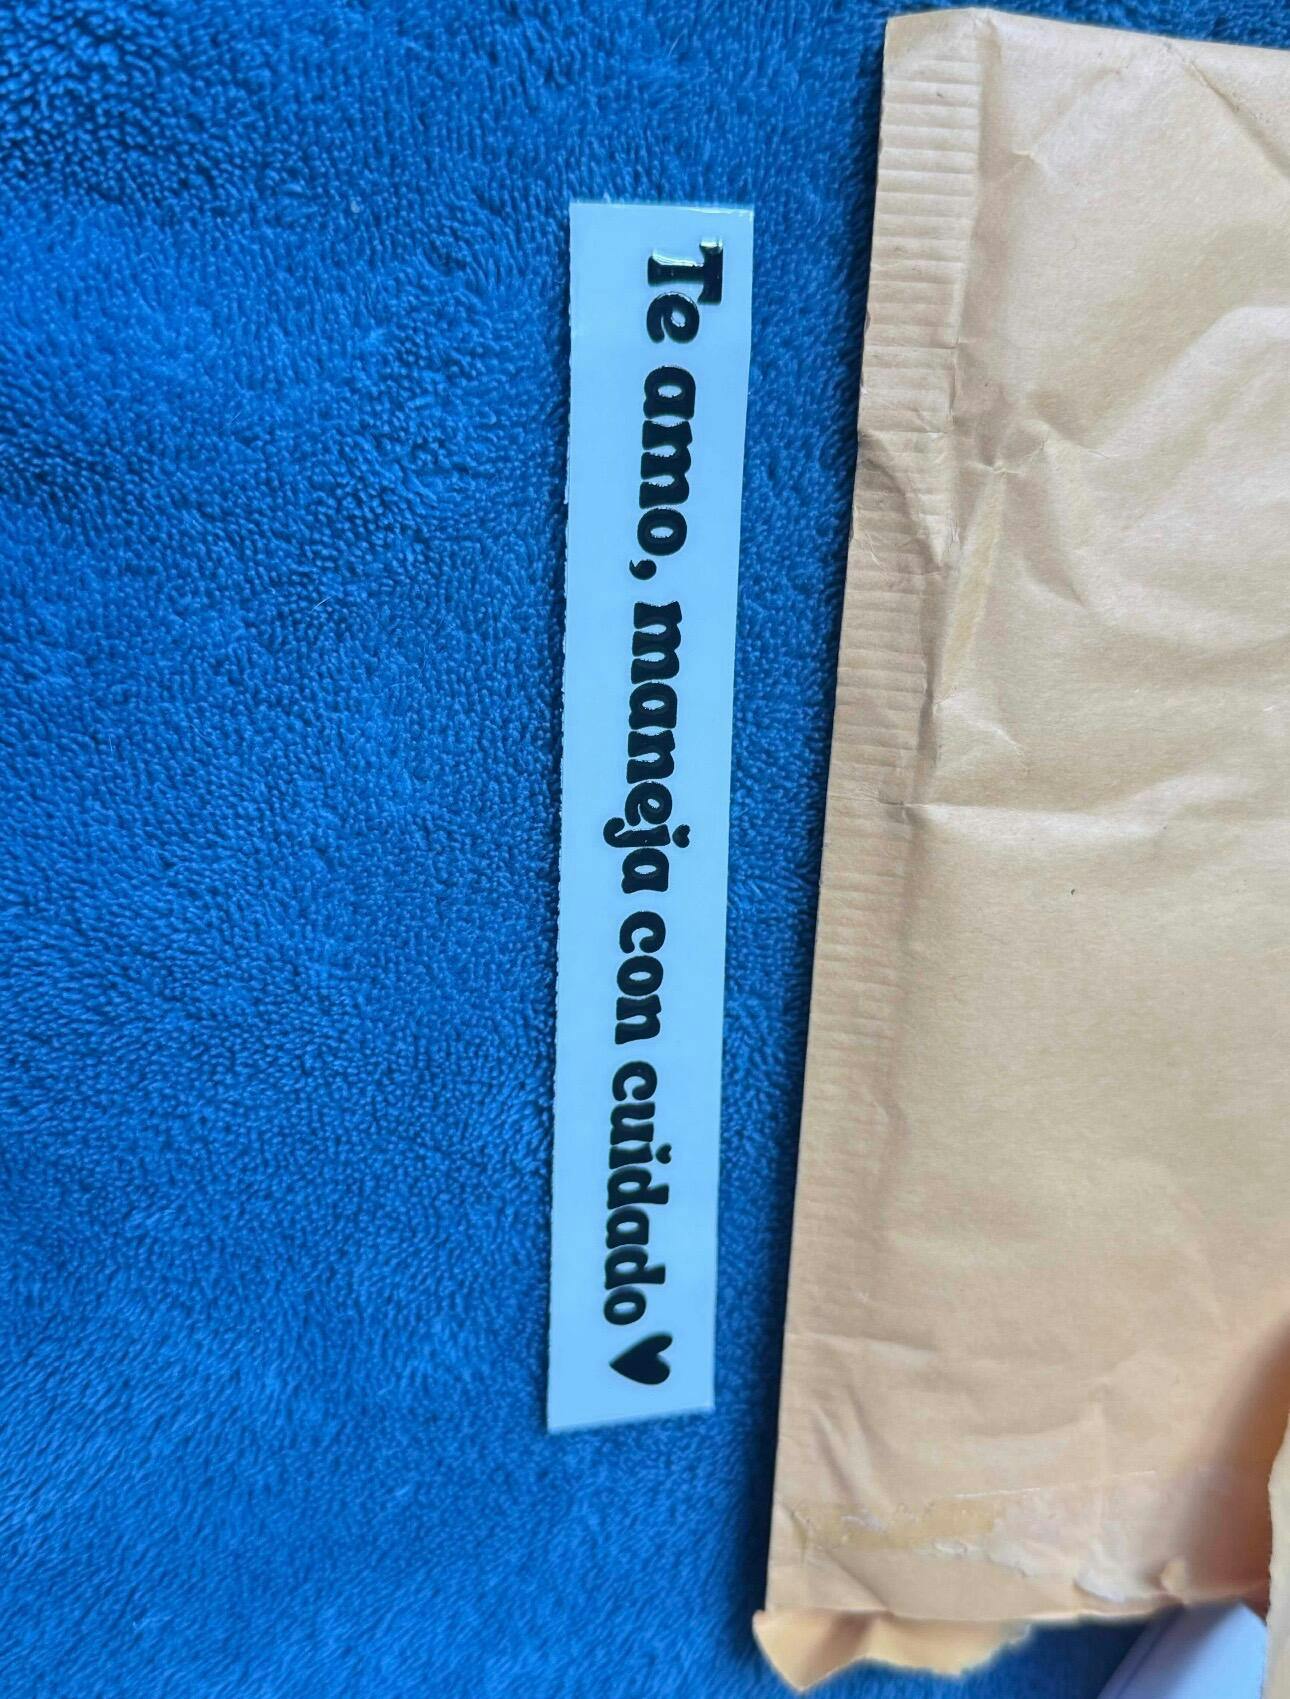 Te amo, maneja con cuidado ♥